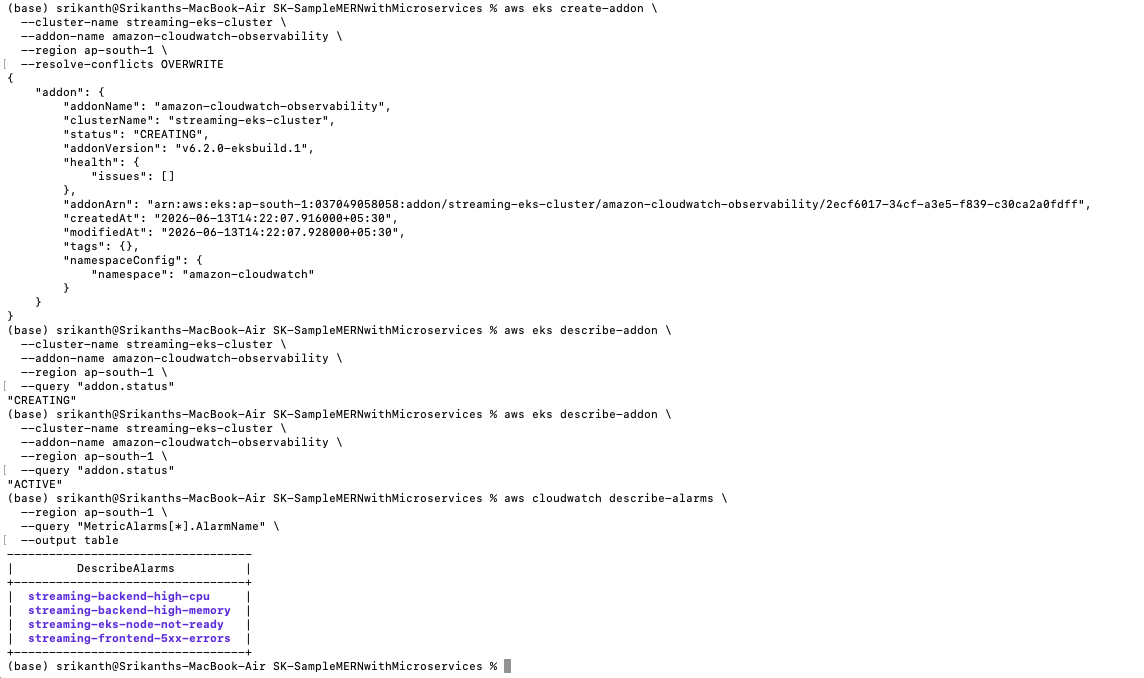 (base) srikanth@Srikanths-MacBook-Air SK-SampleMERNwithMicroservices % aws eks create-addon \
  --cluster-name streaming-eks-cluster \
  --addon-name amazon-cloudwatch-observability \
  --region ap-south-1 \
[  --resolve-conflicts OVERWRITE
{
    "addon": {
        "addonName": "amazon-cloudwatch-observability",
        "clusterName": "streaming-eks-cluster",
        "status": "CREATING",
        "addonVersion": "v6.2.0-eksbuild.1",
        "health": {
            "issues": []
        },
        "addonArn": "arn:aws:eks:ap-south-1:037049058058:addon/streaming-eks-cluster/amazon-cloudwatch-observability/2ecf6017-34cf-a3e5-f839-c30ca2a0fdff",
        "createdAt": "2026-06-13T14:22:07.916000+05:30",
        "modifiedAt": "2026-06-13T14:22:07.928000+05:30",
        "tags": {},
        "namespaceConfig": {
            "namespace": "amazon-cloudwatch"
        }
    }
}
(base) srikanth@Srikanths-MacBook-Air SK-SampleMERNwithMicroservices % aws eks describe-addon \
  --cluster-name streaming-eks-cluster \
  --addon-name amazon-cloudwatch-observability \
  --region ap-south-1 \
[  --query "addon.status"
"CREATING"
(base) srikanth@Srikanths-MacBook-Air SK-SampleMERNwithMicroservices % aws eks describe-addon \
  --cluster-name streaming-eks-cluster \
  --addon-name amazon-cloudwatch-observability \
  --region ap-south-1 \
[  --query "addon.status"
"ACTIVE"
(base) srikanth@Srikanths-MacBook-Air SK-SampleMERNwithMicroservices % aws cloudwatch describe-alarms \
  --region ap-south-1 \
  --query "MetricAlarms[*].AlarmName" \
[  --output table
-----------------------------------
|         DescribeAlarms          |
+---------------------------------+
|  streaming-backend-high-cpu     |
|  streaming-backend-high-memory  |
|  streaming-eks-node-not-ready   |
|  streaming-frontend-5xx-errors  |
+---------------------------------+
(base) srikanth@Srikanths-MacBook-Air SK-SampleMERNwithMicroservices %